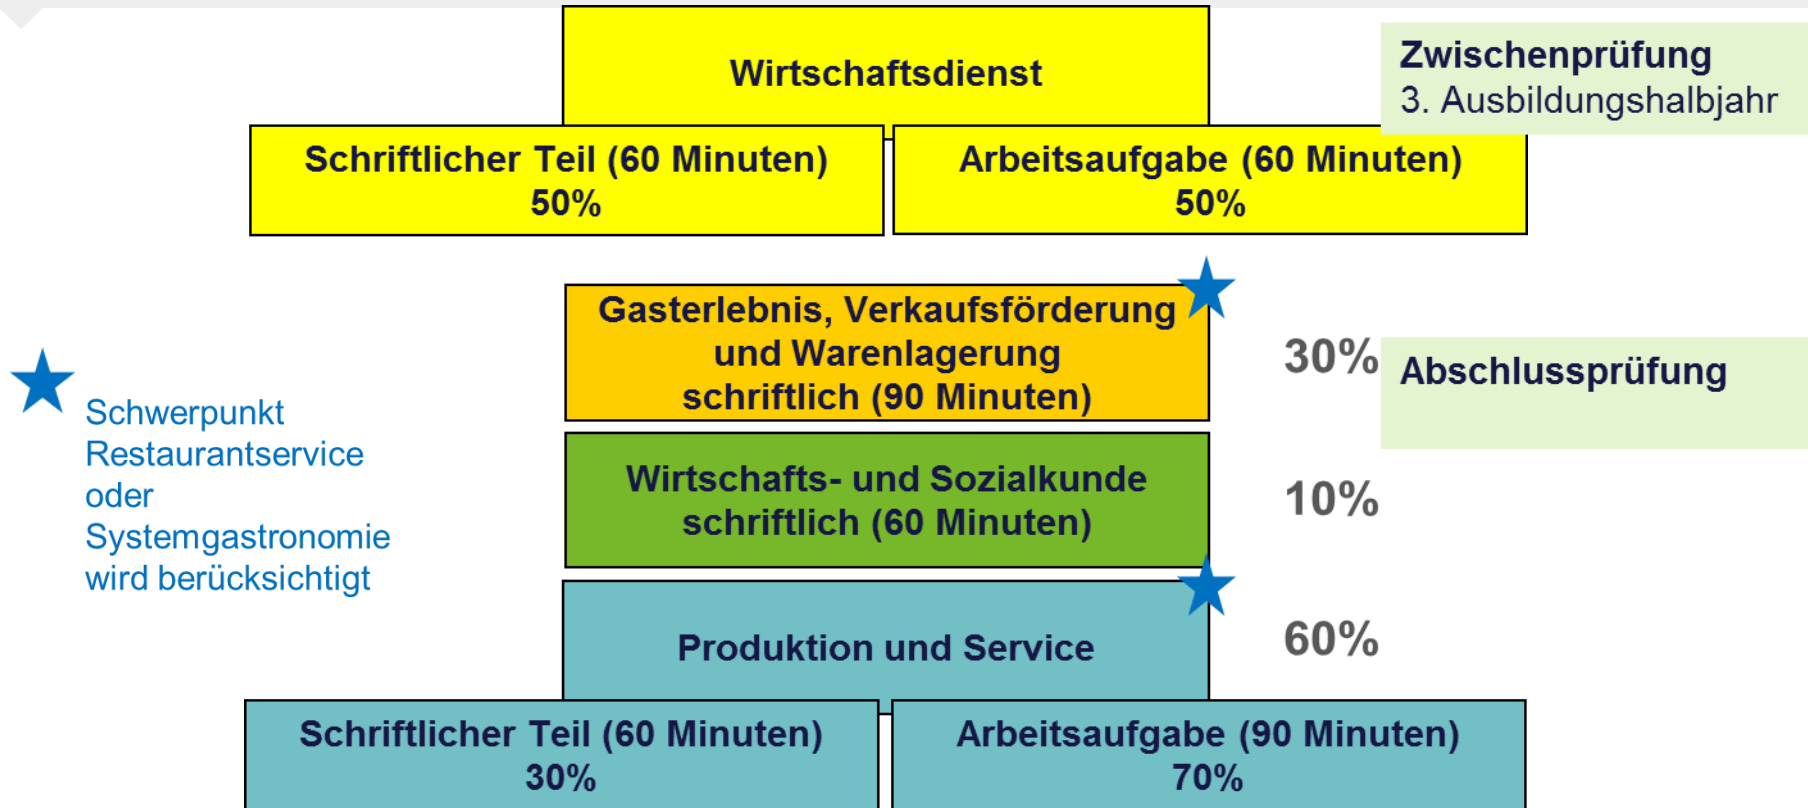 Wirtschaftsdienst
Zwischenprüfung
3. Ausbildungshalbjahr
Schriftlicher Teil (60 Minuten)
50%
Arbeitsaufgabe (60 Minuten)
50%
Gasterlebnis, Verkaufsförderung
und Warenlagerung
schriftlich (90 Minuten)
30%
Abschlussprüfung
Schwerpunkt
Restaurantservice
oder
Systemgastronomie
wird berücksichtigt
Wirtschafts- und Sozialkunde
schriftlich (60 Minuten)
10%
Produktion und Service
60%
Schriftlicher Teil (60 Minuten)
30%
Arbeitsaufgabe (90 Minuten)
70%